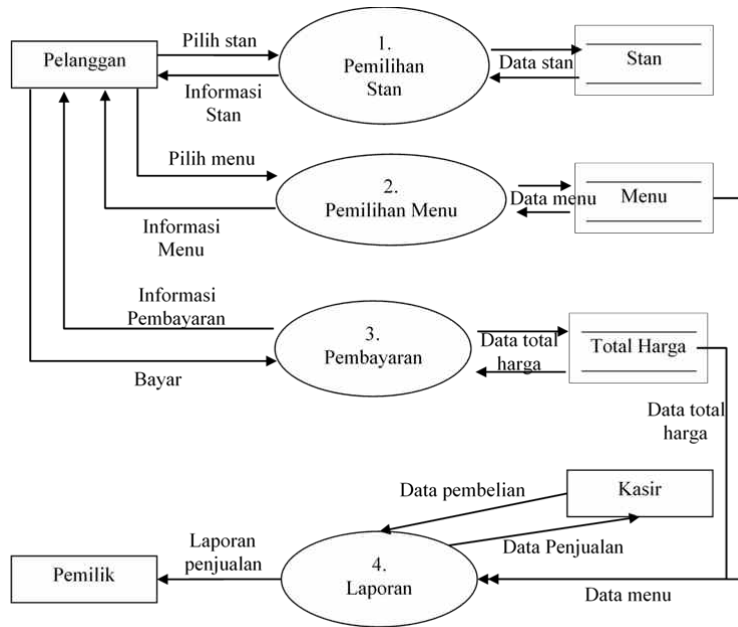 Pelanggan
Pilih stan
Informasi
Stan
1.
Pemilihan
Stan
Data stan
Stan
Pilih menu
Informasi
Menu
2.
Pemilihan Menu
Data menu
Menu
Informasi
Pembayaran
Bayar
3.
Pembayaran
Data total
harga
Total Harga
Data total
harga
Data pembelian
Kasir
Data Penjualan
Pemilik
Laporan
penjualan
4.
Laporan
Data menu